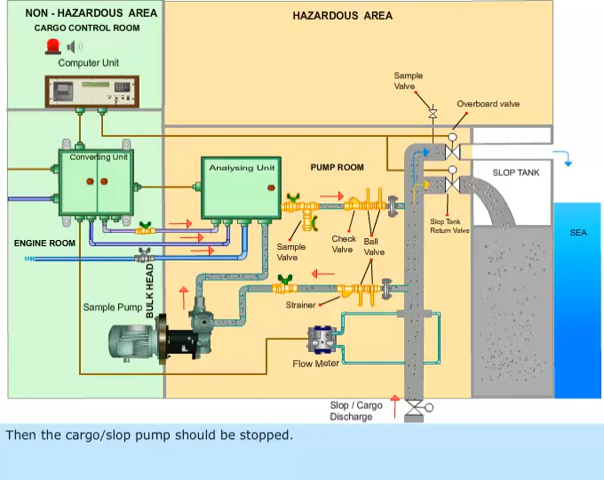 NON - HAZARDOUS AREA
CARGO CONTROL ROOM
HAZARDOUS AREA
Computer Unit
Sample
Valve
Overboard valve
Converting Unit
Analysing Unit
PUMP ROOM
SLOP TANK
Slop Tank
Return Valve
SEA
ENGINE ROOM
Sample
Valve
Check
Valve
Ball
Valve
BULK HEAD
Sample Pump
Strainer
Flow Meter
Slop / Cargo
Discharge
Then the cargo/slop pump should be stopped.